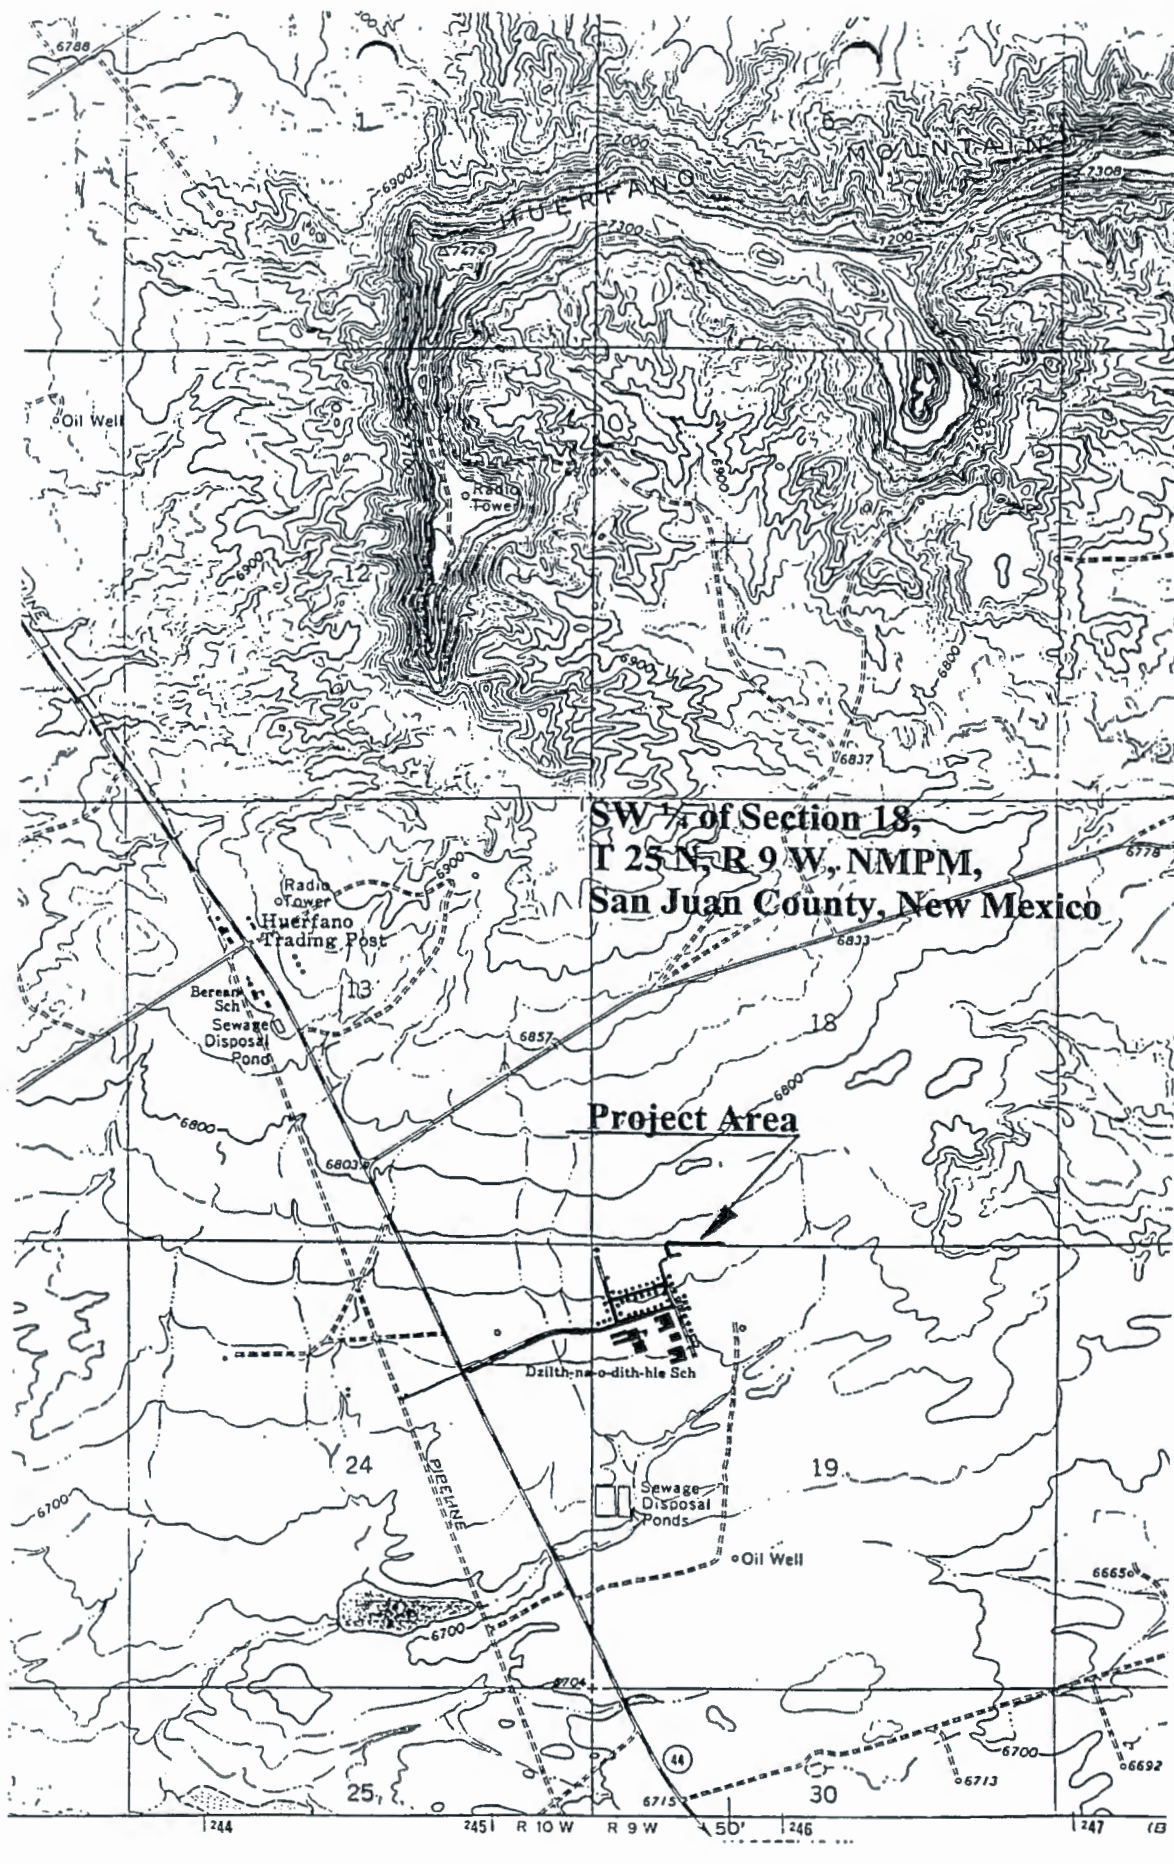 6788
1
6
MOUNTAIN
7000
6900
7308
HUERFANO
7300
7200
7476
Oil Well
6900
Radio
Tower
12
6900
6900
6800
6837
SW ¼ of Section 18,
T 25 N, R 9 W, NMPM,
San Juan County, New Mexico
6778
6900
Radio
Tower
Huerfano
Trading Post
6833
13
Berean
Sch
Sewage
Disposal
Pond
18
6857
6800
Project Area
6800
6803
Dzilth-na-o-dith-hle Sch
24
19
PIPELINE
6700
Sewage
Disposal
Ponds
Oil Well
6665
6700
6704
44
6700
6692
6713
25
6715
30
244
245
R 10 W
R 9 W
50'
246
247